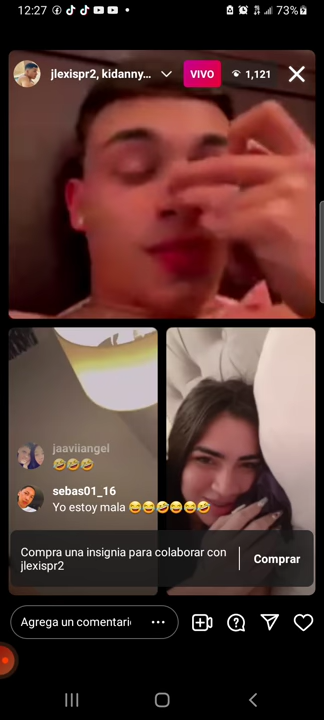 12:27
73%
jlexispr2, kidanny...
VIVO
1,121
jaaviiangel
🤣🤣🤣
sebas01_16
Yo estoy mala 😂😂🤣😂😂🤣
Compra una insignia para colaborar con
jlexispr2
Comprar
Agrega un comentari